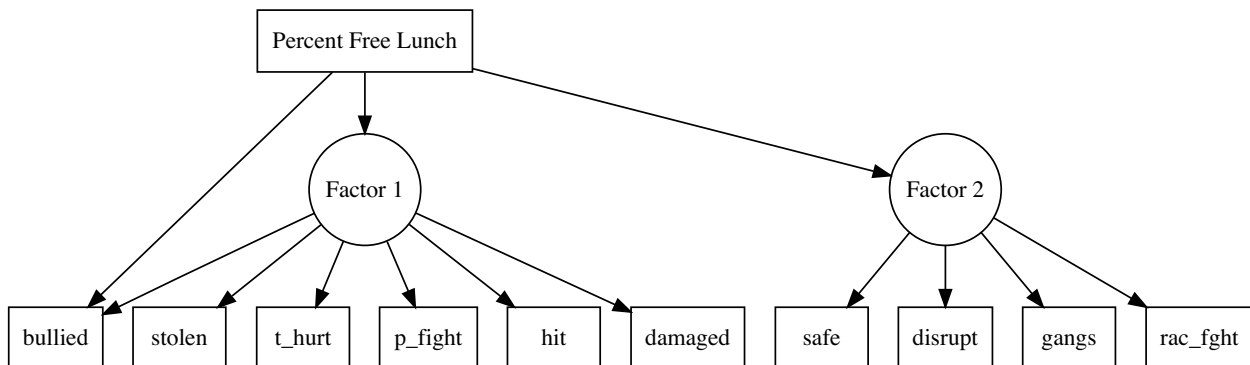 Percent Free Lunch
Factor 1
Factor 2
bullied
stolen
t_hurt
p_fight
hit
damaged
safe
disrupt
gangs
rac_fght